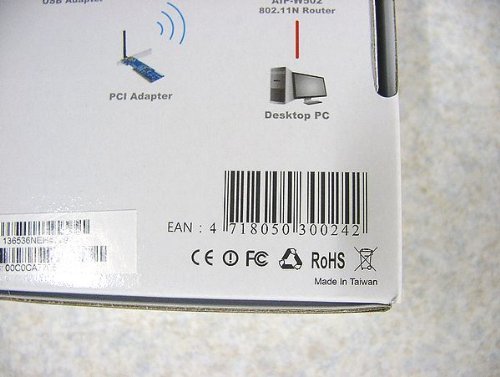 USB Adapter
AIP-W502
802.11N Router
PCI Adapter
Desktop PC
EAN : 4 718050 300242
CE FC RoHS
Made In Taiwan